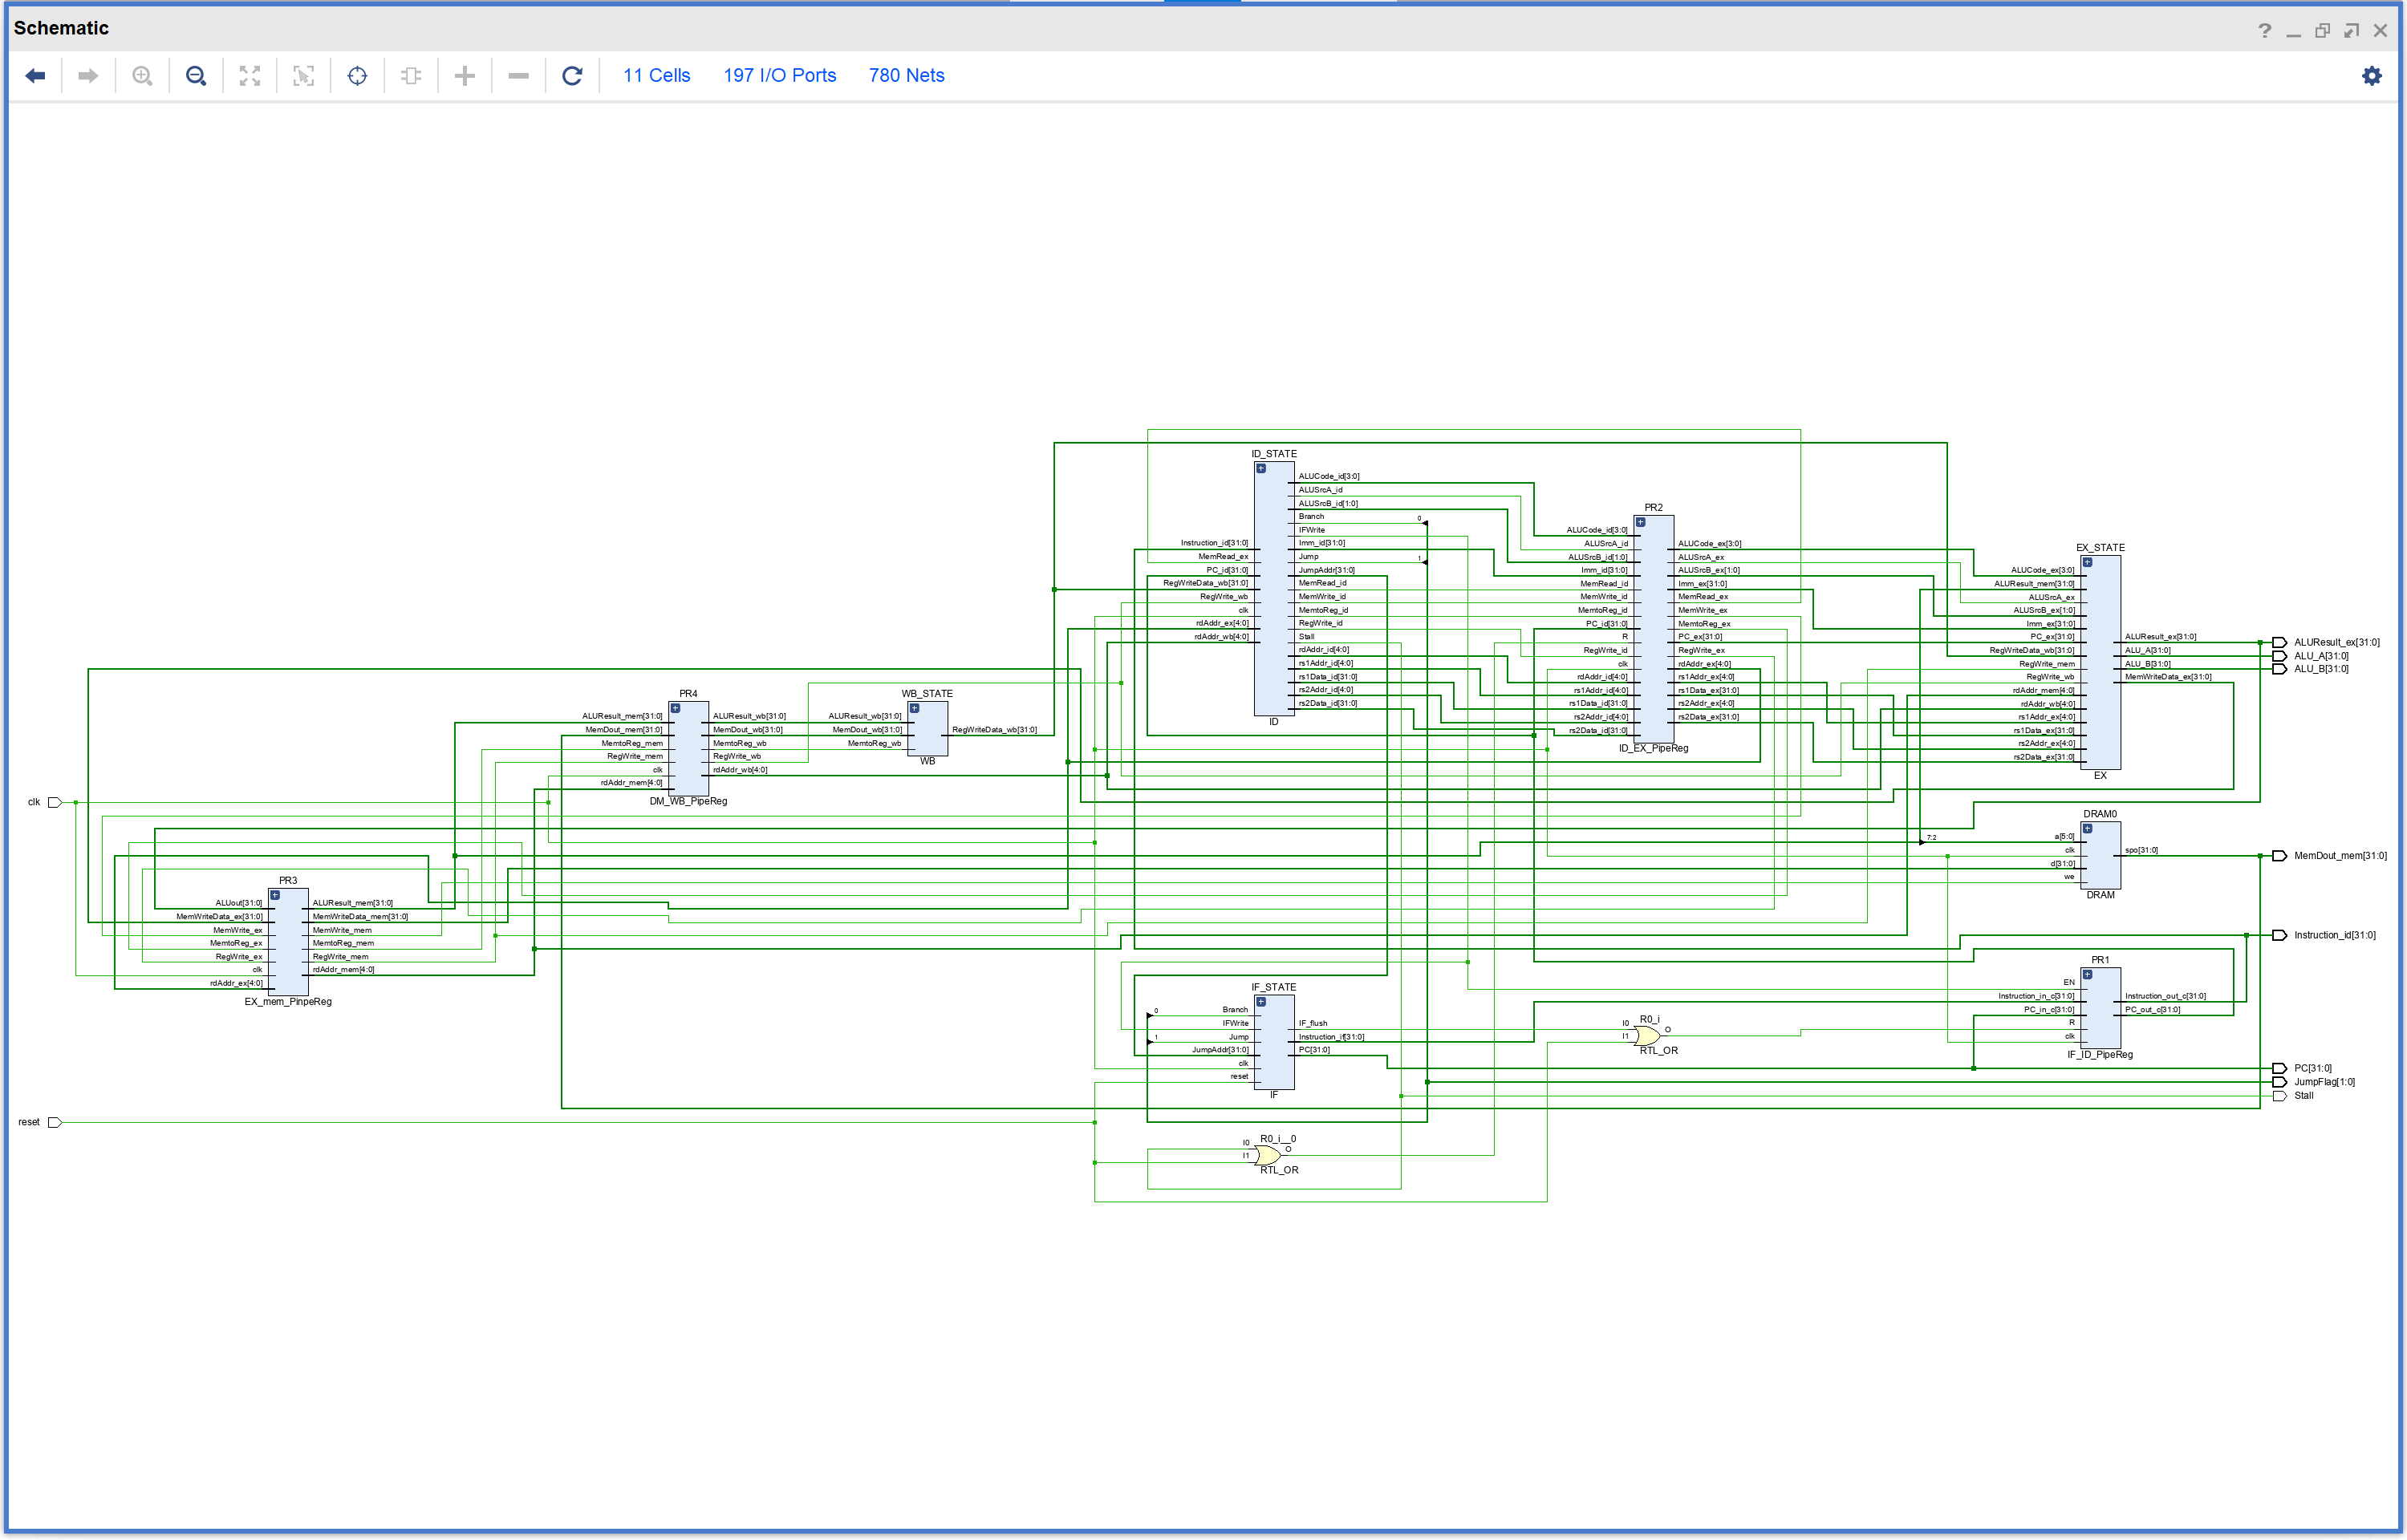 Schematic
11 Cells 197 I/O Ports 780 Nets
clk
reset
PR3
ALUout[31:0]
MemWriteData_ex[31:0]
MemWrite_ex
MemtoReg_ex
RegWrite_ex
clk
rdAddr_ex[4:0]
ALUResult_mem[31:0]
MemWriteData_mem[31:0]
MemWrite_mem
MemtoReg_mem
RegWrite_mem
rdAddr_mem[4:0]
EX_mem_PinpeReg
PR4
ALUResult_mem[31:0]
MemDout_mem[31:0]
MemtoReg_mem
RegWrite_mem
clk
rdAddr_mem[4:0]
ALUResult_wb[31:0]
MemDout_wb[31:0]
MemtoReg_wb
RegWrite_wb
rdAddr_wb[4:0]
DM_WB_PipeReg
WB_STATE
ALUResult_wb[31:0]
MemDout_wb[31:0]
MemtoReg_wb
RegWriteData_wb[31:0]
WB
ID_STATE
Instruction_id[31:0]
MemRead_ex
PC_id[31:0]
RegWriteData_wb[31:0]
RegWrite_wb
clk
rdAddr_ex[4:0]
rdAddr_wb[4:0]
ALUCode_id[3:0]
ALUSrcA_id
ALUSrcB_id[1:0]
Branch
IFWrite
Imm_id[31:0]
Jump
JumpAddr[31:0]
MemRead_id
MemWrite_id
MemtoReg_id
RegWrite_id
Stall
rdAddr_id[4:0]
rs1Addr_id[4:0]
rs1Data_id[31:0]
rs2Addr_id[4:0]
rs2Data_id[31:0]
ID
0
1
PR2
ALUCode_id[3:0]
ALUSrcA_id
ALUSrcB_id[1:0]
Imm_id[31:0]
MemRead_id
MemWrite_id
MemtoReg_id
PC_id[31:0]
R
RegWrite_id
clk
rdAddr_id[4:0]
rs1Addr_id[4:0]
rs1Data_id[31:0]
rs2Addr_id[4:0]
rs2Data_id[31:0]
ALUCode_ex[3:0]
ALUSrcA_ex
ALUSrcB_ex[1:0]
Imm_ex[31:0]
MemRead_ex
MemWrite_ex
MemtoReg_ex
PC_ex[31:0]
RegWrite_ex
rdAddr_ex[4:0]
rs1Addr_ex[4:0]
rs1Data_ex[31:0]
rs2Addr_ex[4:0]
rs2Data_ex[31:0]
ID_EX_PipeReg
EX_STATE
ALUCode_ex[3:0]
ALUResult_mem[31:0]
ALUSrcA_ex
ALUSrcB_ex[1:0]
Imm_ex[31:0]
PC_ex[31:0]
RegWriteData_wb[31:0]
RegWrite_mem
RegWrite_wb
rdAddr_mem[4:0]
rdAddr_wb[4:0]
rs1Addr_ex[4:0]
rs1Data_ex[31:0]
rs2Addr_ex[4:0]
rs2Data_ex[31:0]
ALUResult_ex[31:0]
ALU_A[31:0]
ALU_B[31:0]
MemWriteData_ex[31:0]
EX
ALUResult_ex[31:0]
ALU_A[31:0]
ALU_B[31:0]
DRAM0
7:2
a[5:0]
clk
d[31:0]
we
spo[31:0]
DRAM
MemDout_mem[31:0]
Instruction_id[31:0]
PR1
EN
Instruction_in_c[31:0]
PC_in_c[31:0]
R
clk
Instruction_out_c[31:0]
PC_out_c[31:0]
IF_ID_PipeReg
IF_STATE
0
1
Branch
IFWrite
Jump
JumpAddr[31:0]
clk
reset
IF_flush
Instruction_if[31:0]
PC[31:0]
IF
R0_i
I0
I1
O
RTL_OR
PC[31:0]
JumpFlag[1:0]
Stall
R0_i__0
I0
I1
O
RTL_OR